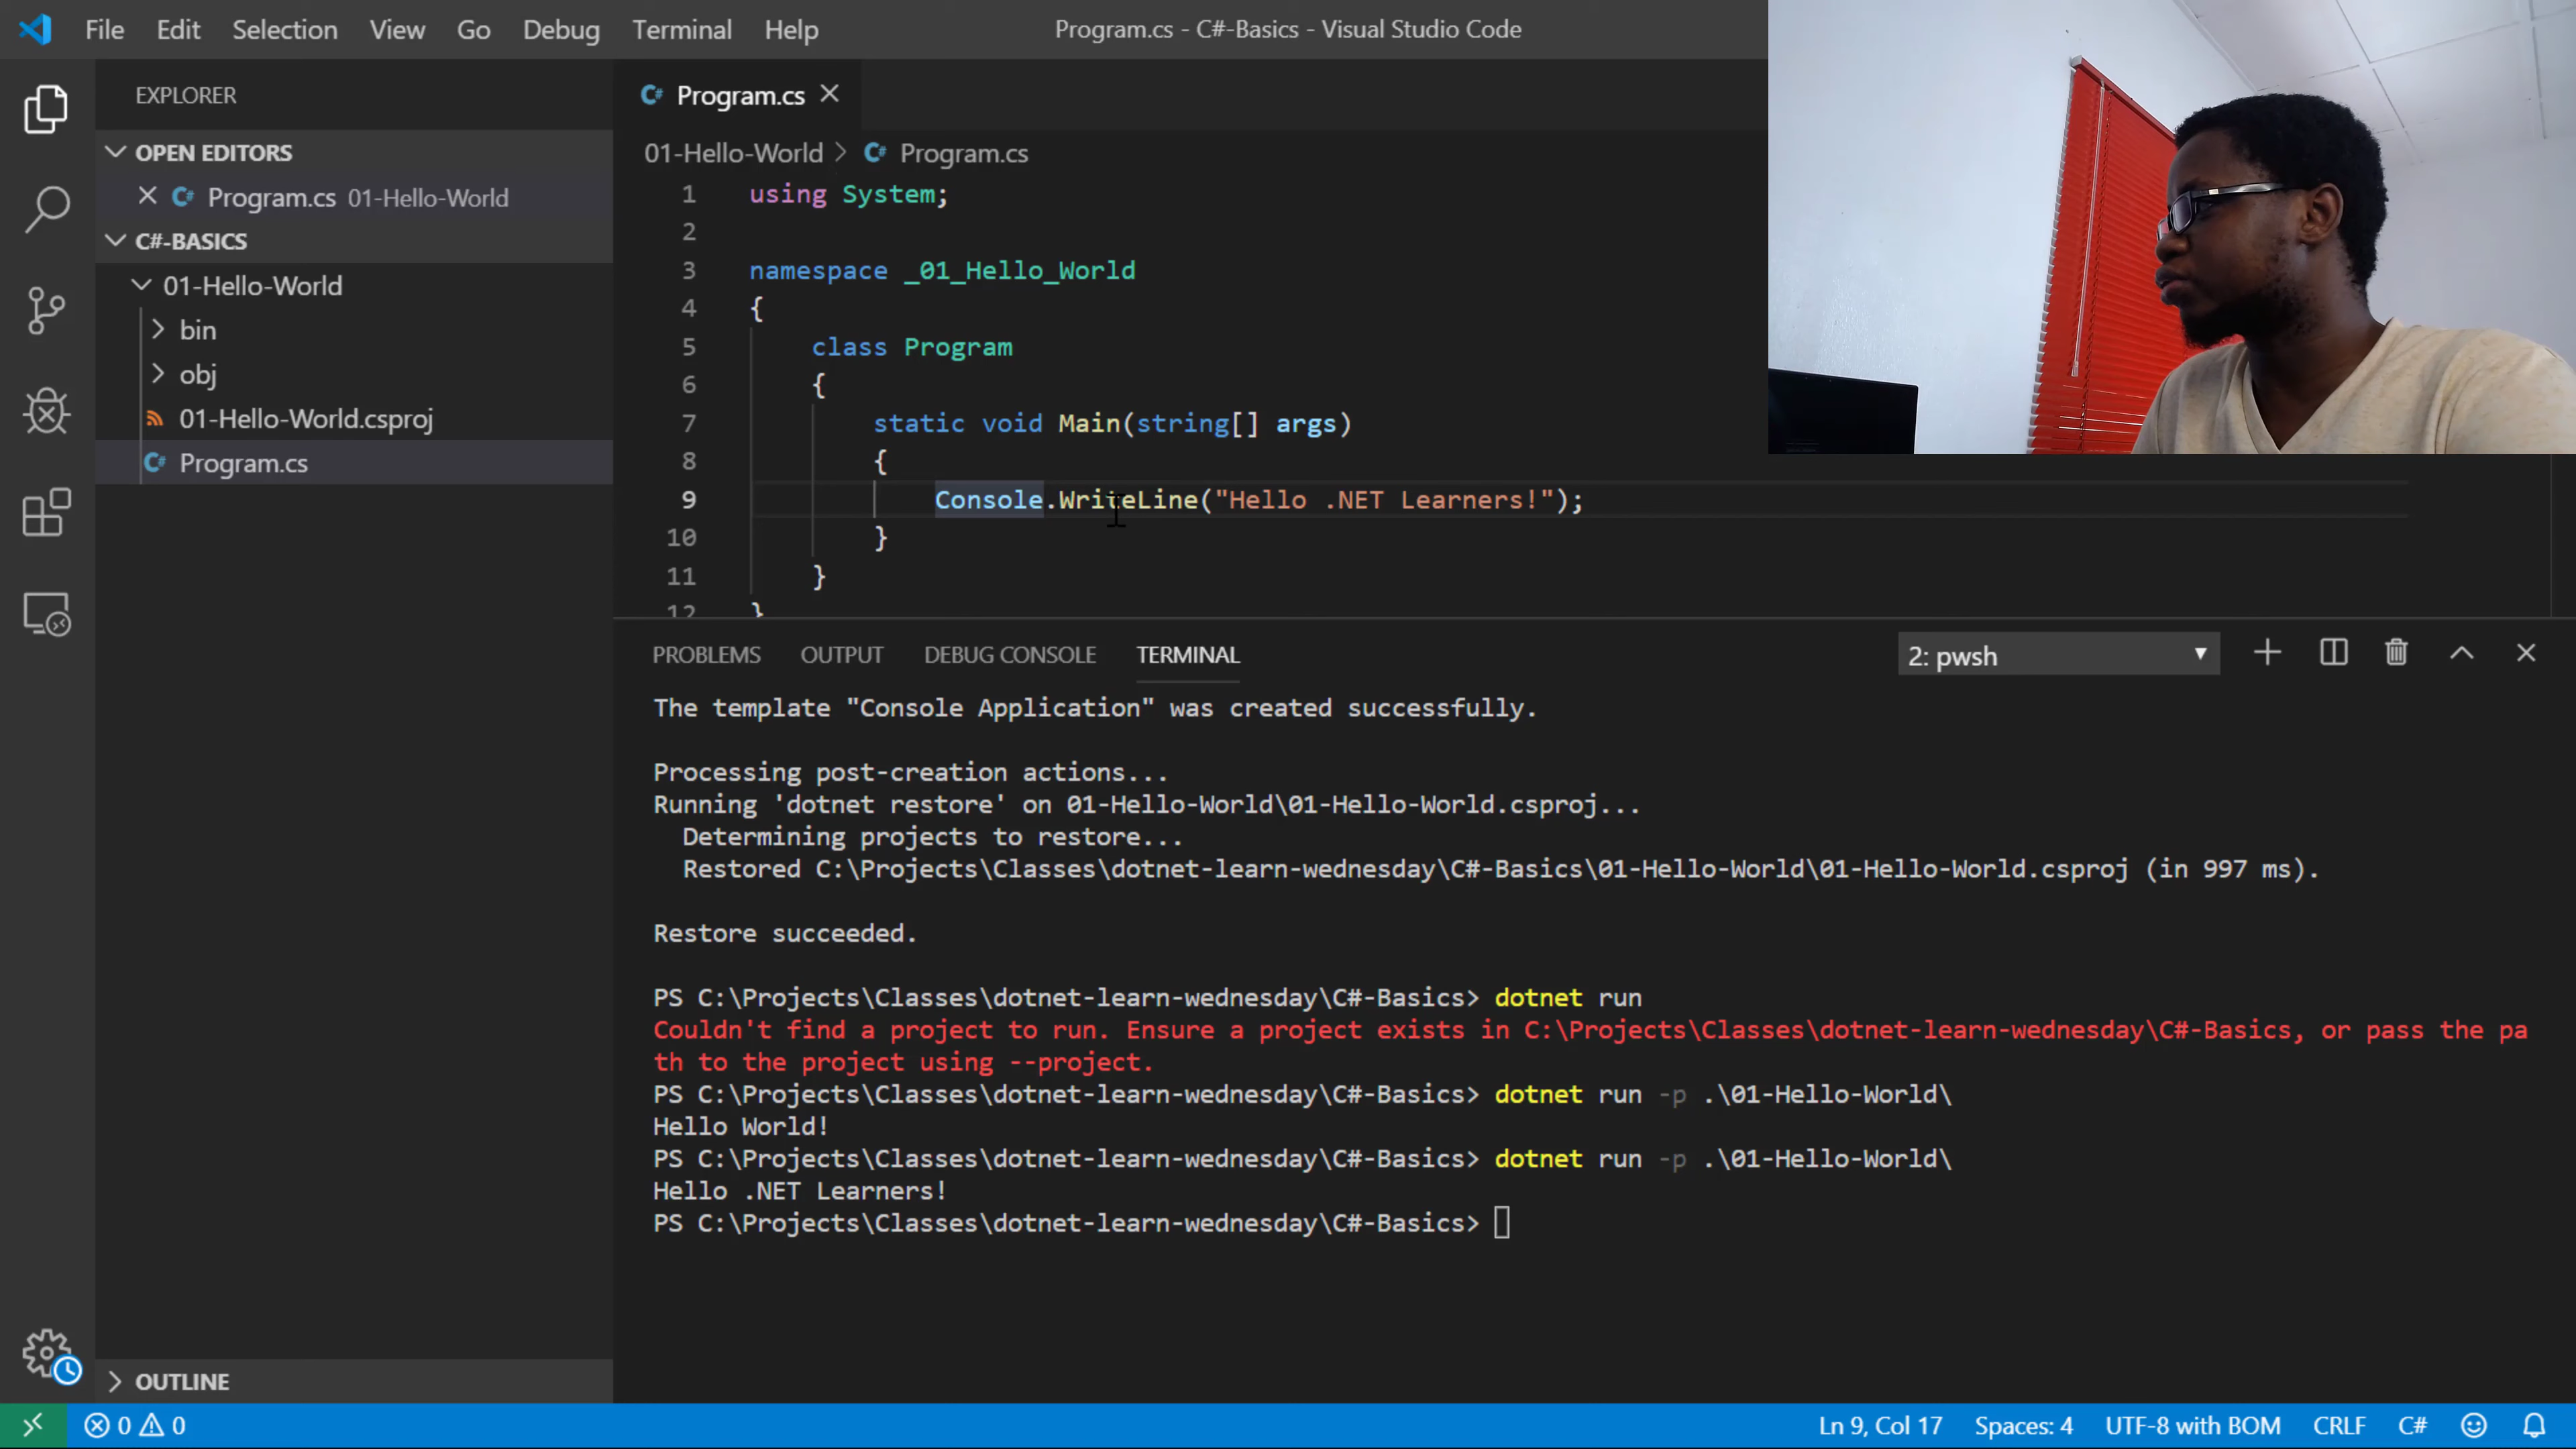 File Edit Selection View Go Debug Terminal Help
Program.cs - C#-Basics - Visual Studio Code
EXPLORER
OPEN EDITORS
Program.cs 01-Hello-World
C#-BASICS
01-Hello-World
bin
obj
01-Hello-World.csproj
Program.cs
OUTLINE
Program.cs
01-Hello-World > Program.cs
1 using System;
2
3 namespace _01_Hello_World
4 {
5 class Program
6 {
7 static void Main(string[] args)
8 {
9 Console.WriteLine("Hello .NET Learners!");
10 }
11 }
12 }
PROBLEMS OUTPUT DEBUG CONSOLE TERMINAL
2: pwsh
The template "Console Application" was created successfully.
Processing post-creation actions...
Running 'dotnet restore' on 01-Hello-World\01-Hello-World.csproj...
Determining projects to restore...
Restored C:\Projects\Classes\dotnet-learn-wednesday\C#-Basics\01-Hello-World\01-Hello-World.csproj (in 997 ms).
Restore succeeded.
PS C:\Projects\Classes\dotnet-learn-wednesday\C#-Basics> dotnet run
Couldn't find a project to run. Ensure a project exists in C:\Projects\Classes\dotnet-learn-wednesday\C#-Basics, or pass the pa
th to the project using --project.
PS C:\Projects\Classes\dotnet-learn-wednesday\C#-Basics> dotnet run -p .\01-Hello-World\
Hello World!
PS C:\Projects\Classes\dotnet-learn-wednesday\C#-Basics> dotnet run -p .\01-Hello-World\
Hello .NET Learners!
PS C:\Projects\Classes\dotnet-learn-wednesday\C#-Basics>
0 0
Ln 9, Col 17 Spaces: 4 UTF-8 with BOM CRLF C#